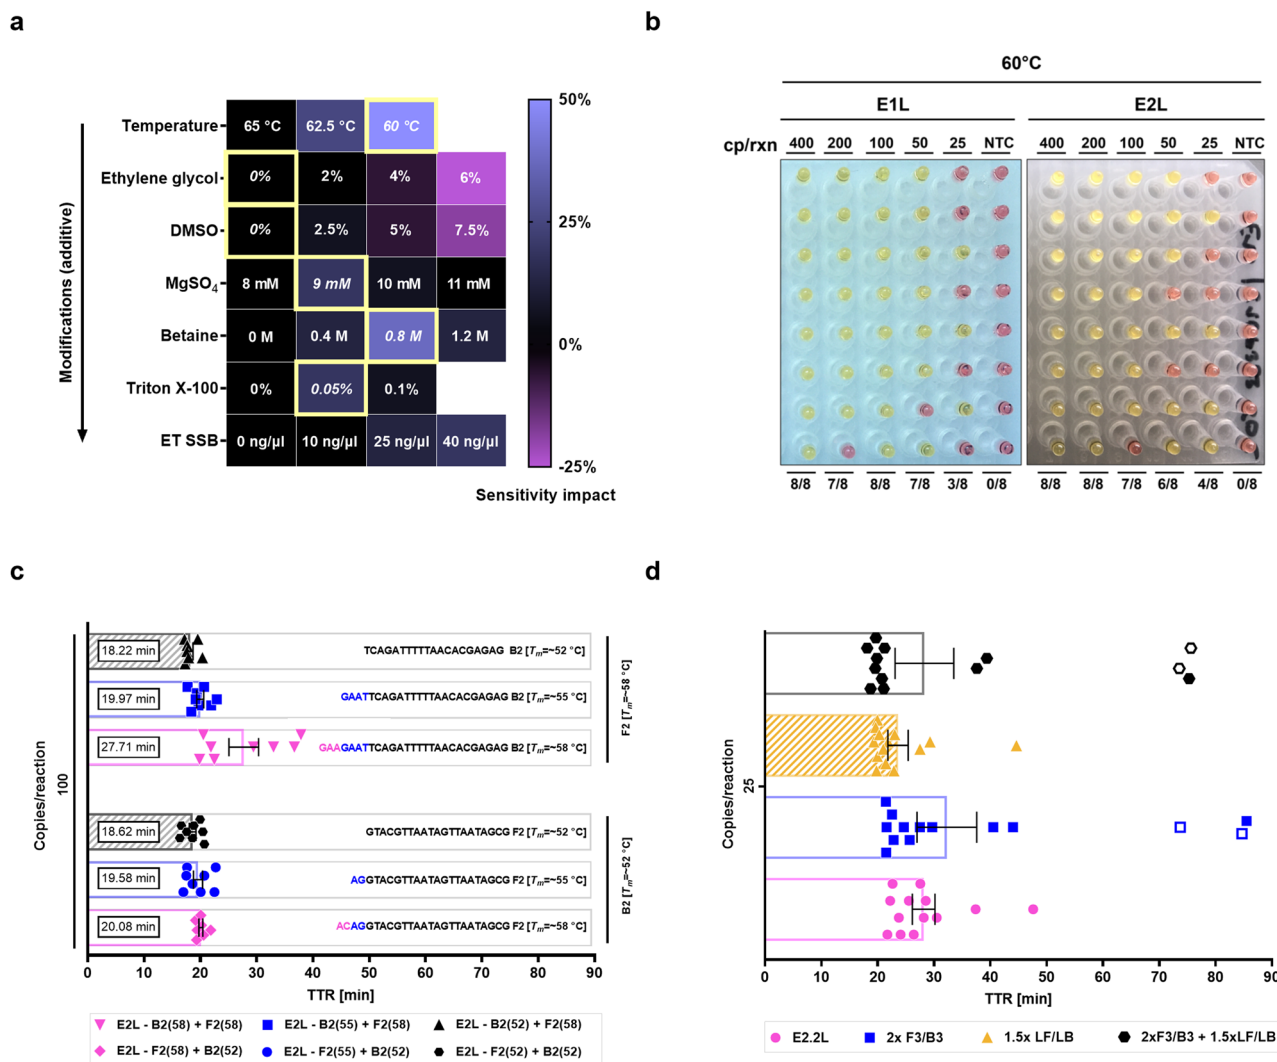 a
Temperature
65 °C
62.5 °C
60 °C
Ethylene glycol
0%
2%
4%
6%
DMSO
0%
2.5%
5%
7.5%
MgSO4
8 mM
9 mM
10 mM
11 mM
Betaine
0 M
0.4 M
0.8 M
1.2 M
Triton X-100
0%
0.05%
0.1%
ET SSB
0 ng/µl
10 ng/µl
25 ng/µl
40 ng/µl
Modifications (additive)
50%
25%
0%
-25%
Sensitivity impact
b
60°C
E1L
E2L
cp/rxn
400
200
100
50
25
NTC
400
200
100
50
25
NTC
8/8
7/8
8/8
7/8
3/8
0/8
8/8
8/8
7/8
6/8
4/8
0/8
c
Copies/reaction
100
18.22 min
TCAGATTTTTAACACGAGAG B2 [Tm=~52 °C]
19.97 min
GAATTCAGATTTTTAACACGAGAG B2 [Tm=~55 °C]
27.71 min
GAAGAATTCAGATTTTTAACACGAGAG B2 [Tm=~58 °C]
F2 [Tm=~58 °C]
18.62 min
GTACGTTAATAGTTAATAGCG F2 [Tm=~52 °C]
19.58 min
AGGTACGTTAATAGTTAATAGCG F2 [Tm=~55 °C]
20.08 min
ACAGGTACGTTAATAGTTAATAGCG F2 [Tm=~58 °C]
B2 [Tm=~52 °C]
0
10
20
30
40
50
60
70
80
90
TTR [min]
E2L - B2(58) + F2(58)
E2L - B2(55) + F2(58)
E2L - B2(52) + F2(58)
E2L - F2(58) + B2(52)
E2L - F2(55) + B2(52)
E2L - F2(52) + B2(52)
d
Copies/reaction
25
0
10
20
30
40
50
60
70
80
90
TTR [min]
E2.2L
2x F3/B3
1.5x LF/LB
2xF3/B3 + 1.5xLF/LB